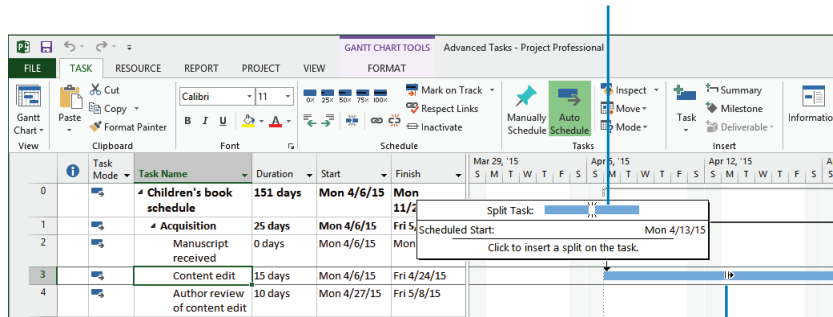 GANTT CHART TOOLS Advanced Tasks - Project Professional
FILE TASK RESOURCE REPORT PROJECT VIEW FORMAT
Gantt Chart
View
Paste
Cut
Copy
Format Painter
Clipboard
Calibri 11
B I U A
Font
0× 25× 50× 75× 100×
Mark on Track
Respect Links
Inactivate
Schedule
Manually Schedule
Auto Schedule
Inspect
Move
Mode
Tasks
Task
Summary
Milestone
Deliverable
Insert
Informatio
Task Mode Task Name Duration Start Finish
Mar 29, '15 Apr 5, '15 Apr 12, '15
S M T W T F S S M T W T F S S M T W T F S
0 Children's book schedule 151 days Mon 4/6/15 Mon 11/2
1 Acquisition 25 days Mon 4/6/15 Fri 5/
2 Manuscript received 0 days Mon 4/6/15 Mon
3 Content edit 15 days Mon 4/6/15 Fri 4/24/15
4 Author review of content edit 10 days Mon 4/27/15 Fri 5/8/15
Split Task:
Scheduled Start: Mon 4/13/15
Click to insert a split on the task.